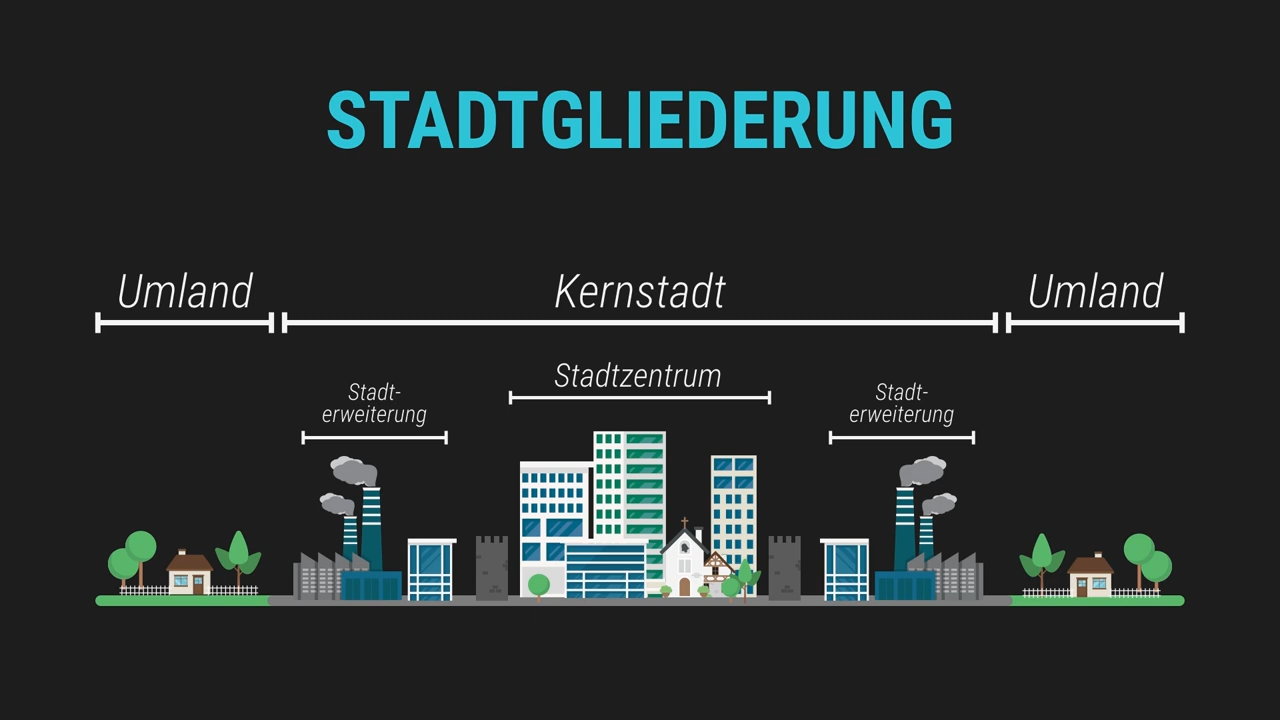 STADTGLIEDERUNG
Umland
Kernstadt
Umland
Stadtzentrum
Stadt-
erweiterung
Stadt-
erweiterung